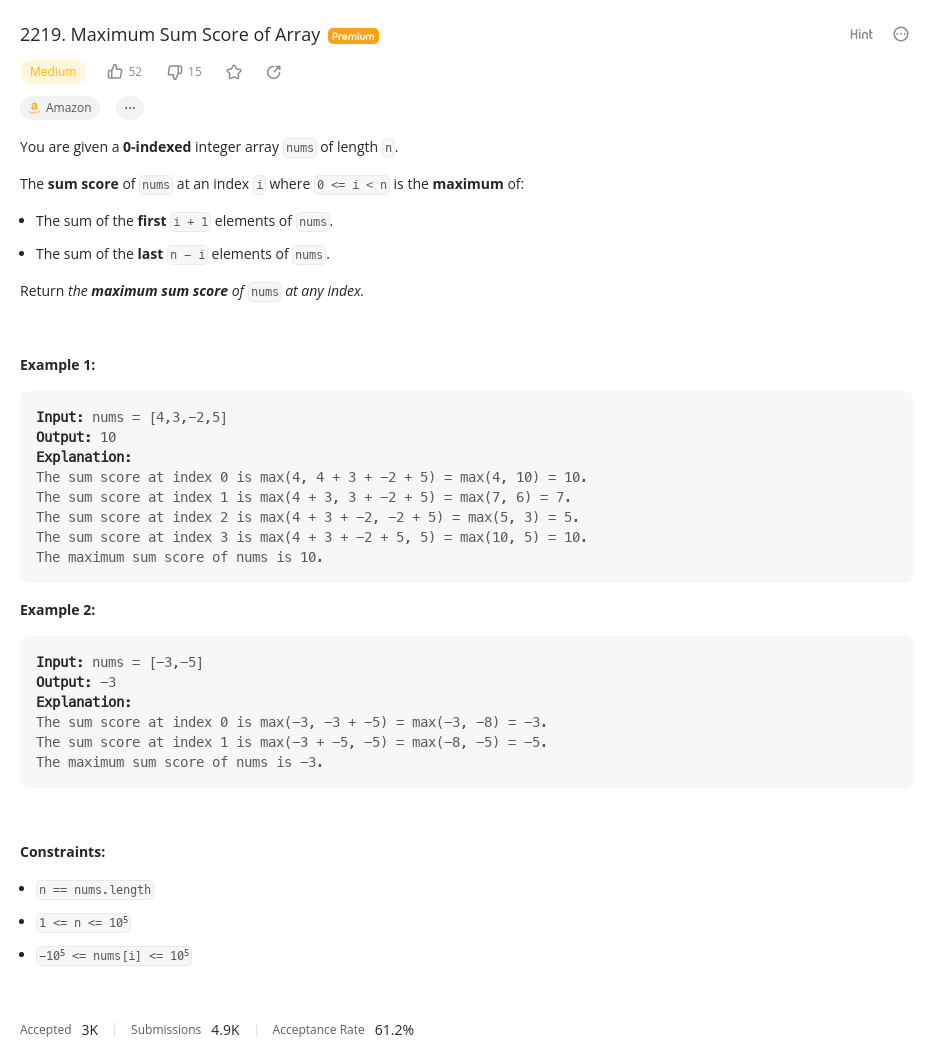 2219. Maximum Sum Score of Array Premium Hint
Medium 52 15
a Amazon ...
You are given a 0-indexed integer array nums of length n.
The sum score of nums at an index i where 0 <= i < n is the maximum of:
• The sum of the first i + 1 elements of nums.
• The sum of the last n - i elements of nums.
Return the maximum sum score of nums at any index.
Example 1:
Input: nums = [4,3,-2,5]
Output: 10
Explanation:
The sum score at index 0 is max(4, 4 + 3 + -2 + 5) = max(4, 10) = 10.
The sum score at index 1 is max(4 + 3, 3 + -2 + 5) = max(7, 6) = 7.
The sum score at index 2 is max(4 + 3 + -2, -2 + 5) = max(5, 3) = 5.
The sum score at index 3 is max(4 + 3 + -2 + 5, 5) = max(10, 5) = 10.
The maximum sum score of nums is 10.
Example 2:
Input: nums = [-3,-5]
Output: -3
Explanation:
The sum score at index 0 is max(-3, -3 + -5) = max(-3, -8) = -3.
The sum score at index 1 is max(-3 + -5, -5) = max(-8, -5) = -5.
The maximum sum score of nums is -3.
Constraints:
• n == nums.length
• 1 <= n <= 10⁵
• -10⁵ <= nums[i] <= 10⁵
Accepted 3K Submissions 4.9K Acceptance Rate 61.2%